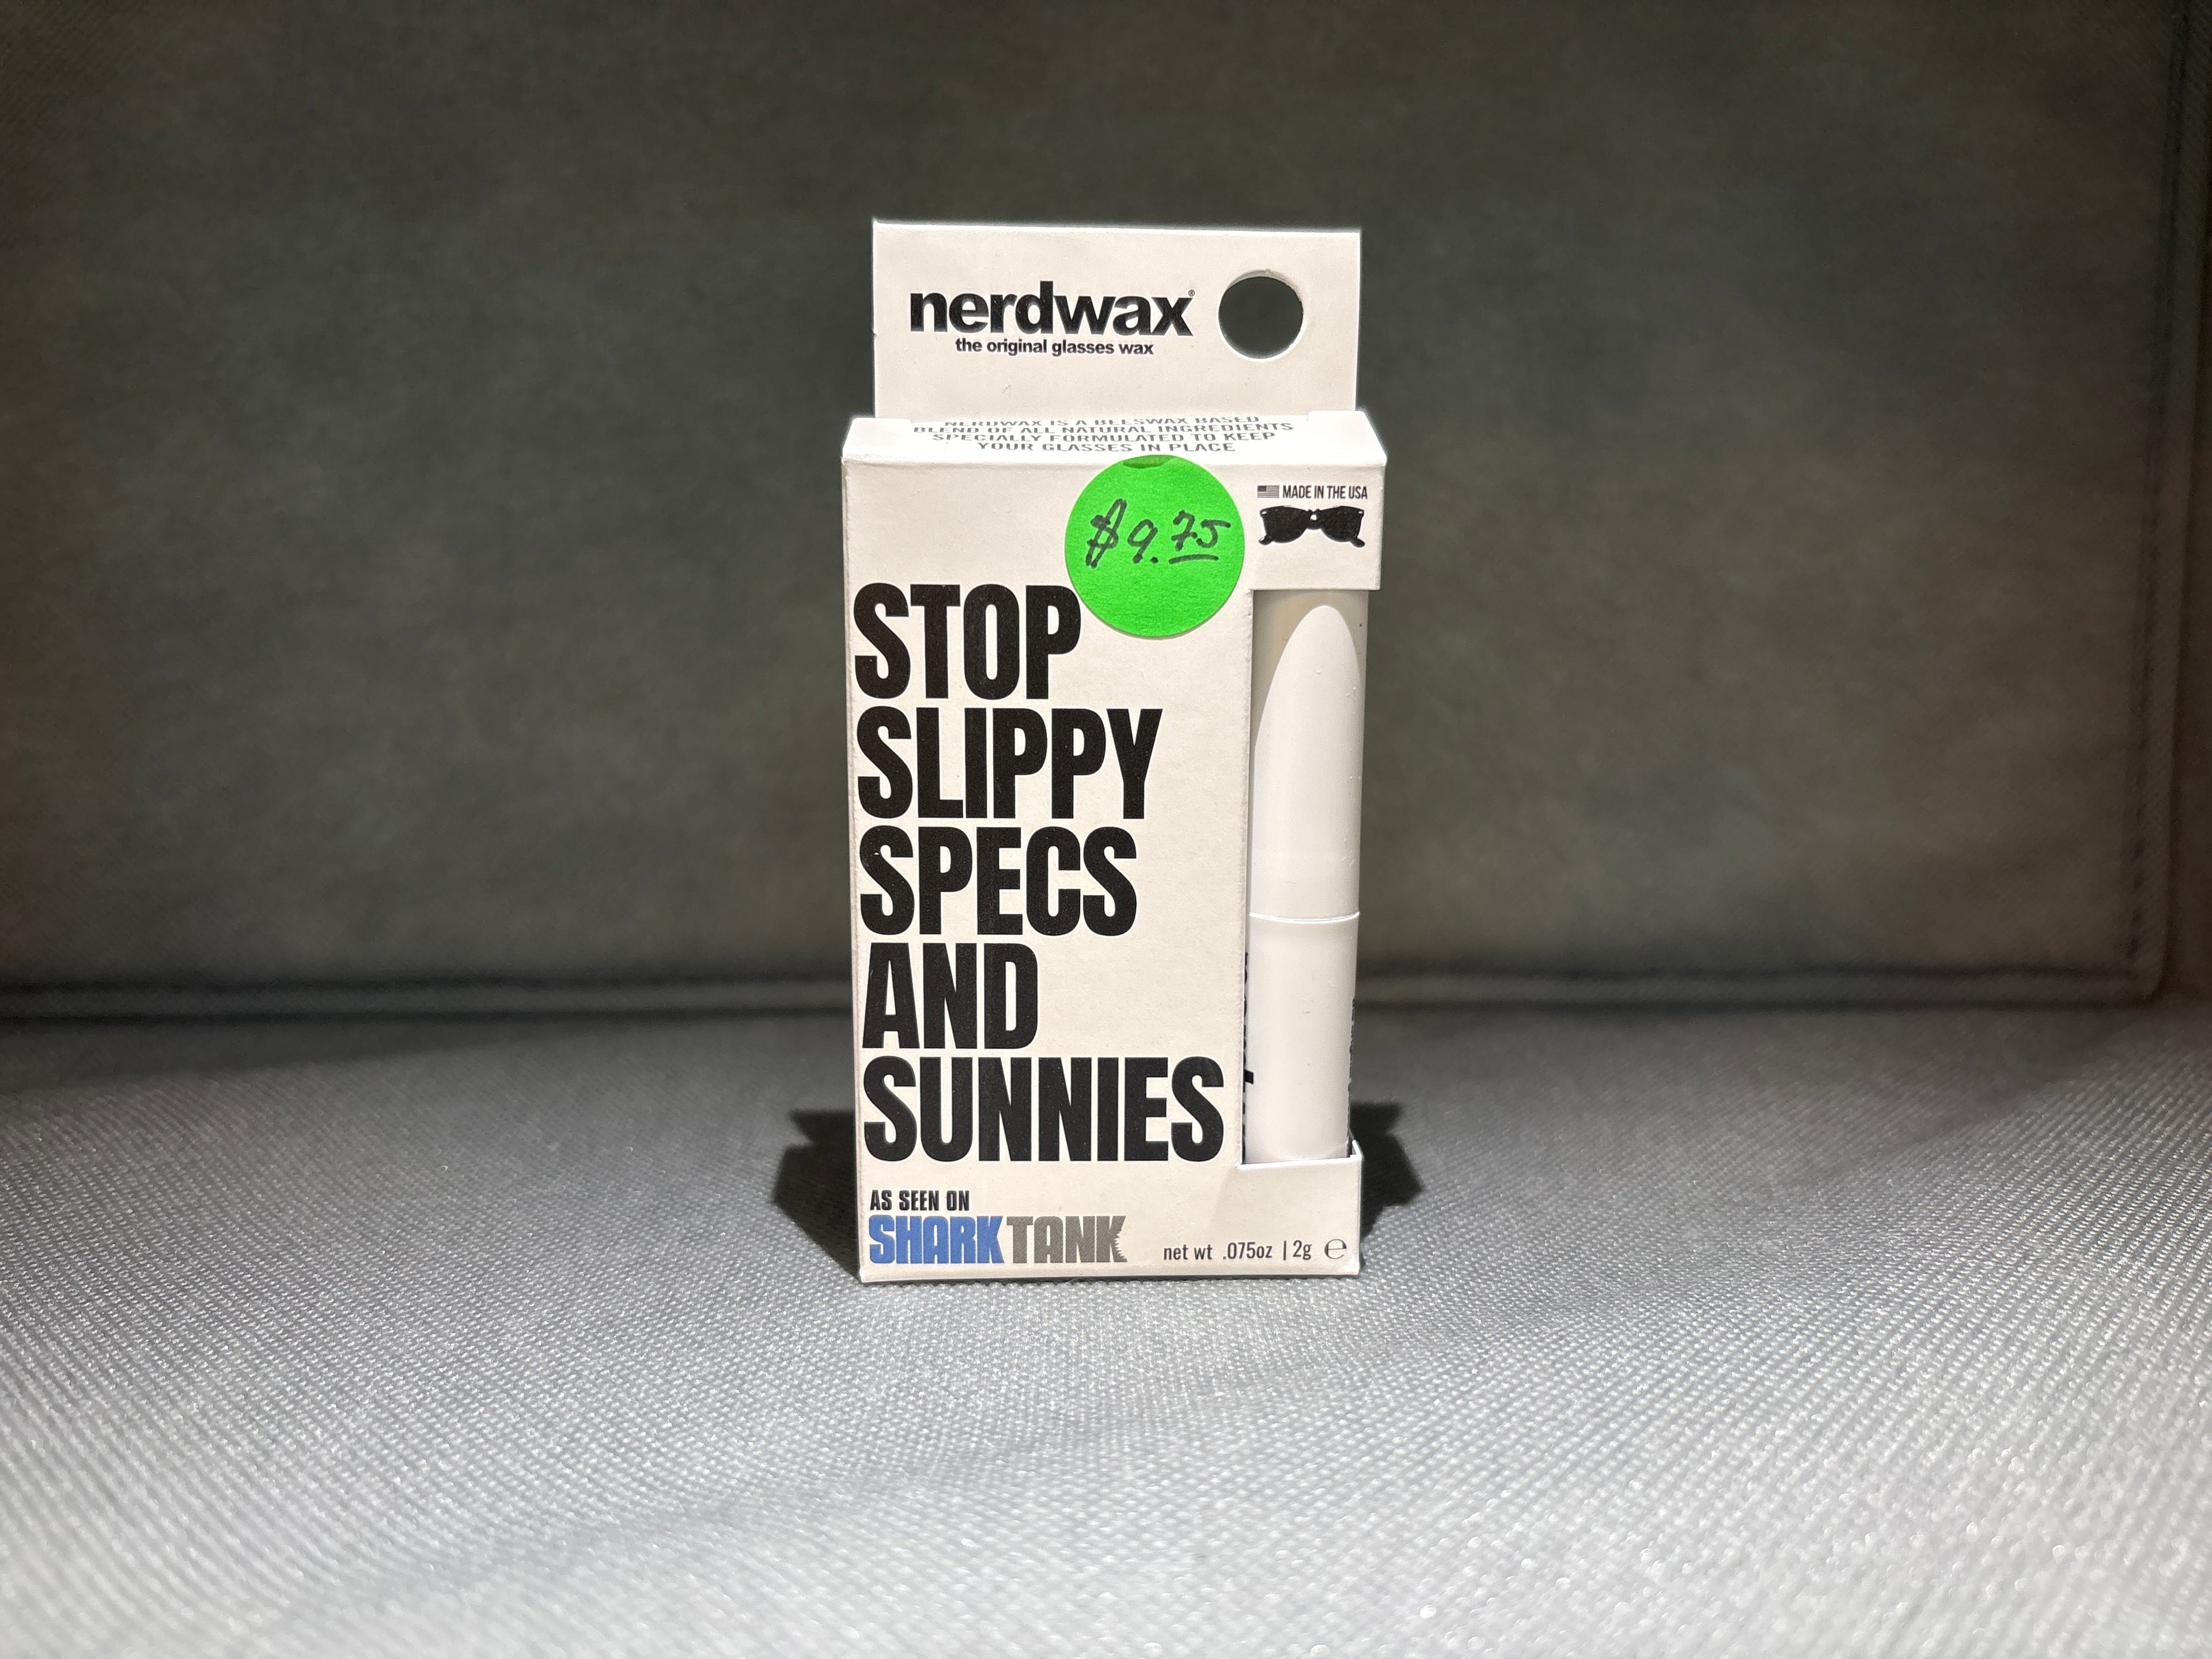 nerdwax®
the original glasses wax
NERDWAX IS A BEESWAX BASED
BLEND OF ALL NATURAL INGREDIENTS
SPECIALLY FORMULATED TO KEEP
YOUR GLASSES IN PLACE
$9.75
MADE IN THE USA
STOP
SLIPPY
SPECS
AND
SUNNIES
AS SEEN ON
SHARK TANK
net wt .075oz | 2g ℮